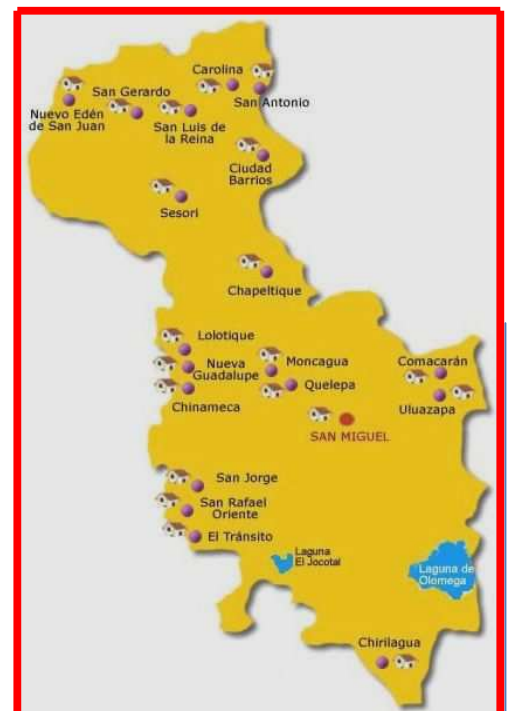 Carolina
San Gerardo
San Antonio
Nuevo Edén
de San Juan
San Luis de
la Reina
Ciudad
Barrios
Sesori
Chapeltique
Lolotique
Nueva
Guadalupe
Moncagua
Comacarán
Quelepa
Chinameca
Uluazapa
SAN MIGUEL
San Jorge
San Rafael
Oriente
El Tránsito
Laguna
El Jocotal
Laguna de
Olomega
Chirilagua